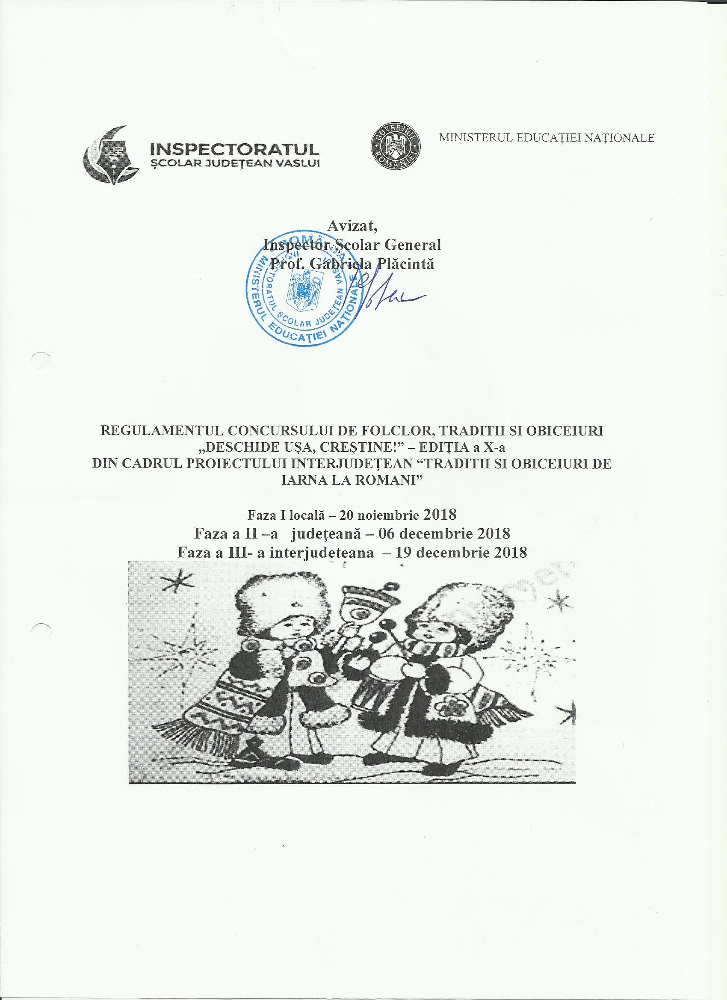 INSPECTORATUL
ŞCOLAR JUDEŢEAN VASLUI
GUVERNUL ROMÂNIEI
MINISTERUL EDUCAŢIEI NAŢIONALE
Avizat,
Inspector Şcolar General
Prof. Gabriela Plăcintă
ROMÂNIA
MINISTERUL EDUCAŢIEI NAŢIONALE
INSPECTORATUL ŞCOLAR JUDEŢEAN VASLUI
REGULAMENTUL CONCURSULUI DE FOLCLOR, TRADITII SI OBICEIURI
„DESCHIDE UŞA, CREŞTINE!” – EDIŢIA a X-a
DIN CADRUL PROIECTULUI INTERJUDEŢEAN “TRADITII SI OBICEIURI DE
IARNA LA ROMANI”
Faza I locală – 20 noiembrie 2018
Faza a II –a judeţeană – 06 decembrie 2018
Faza a III- a interjudeteana – 19 decembrie 2018